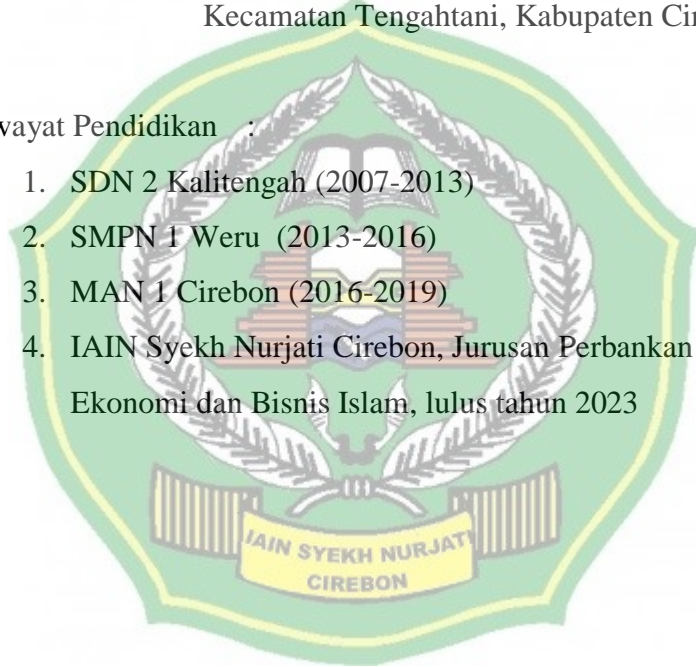 Kecamatan Tengahtani, Kabupaten
Pendidikan :
1. SDN 2 Kalitengah (2007-2013)
2. SMPN 1 Weru (2013-2016)
3. MAN 1 Cirebon (2016-2019)
4. IAIN Syekh Nurjati Cirebon, Jurusan Perbankan
Ekonomi dan Bisnis Islam, lulus tahun 2023
IAIN SYEKH NURJATI
CIREBON